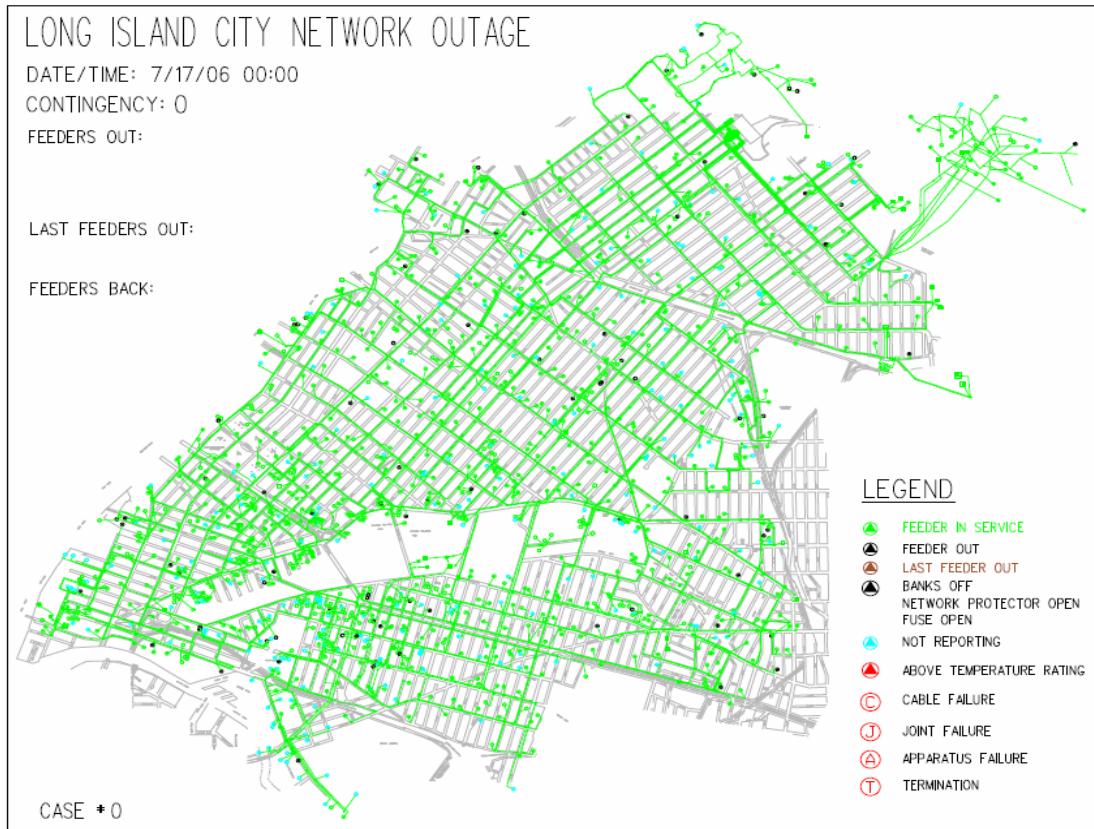 LONG ISLAND CITY NETWORK OUTAGE
DATE/TIME: 7/17/06 00:00
CONTINGENCY: 0
FEEDERS OUT:
LAST FEEDERS OUT:
FEEDERS BACK:
LEGEND
FEEDER IN SERVICE
FEEDER OUT
LAST FEEDER OUT
BANKS OFF
NETWORK PROTECTOR OPEN
FUSE OPEN
NOT REPORTING
ABOVE TEMPERATURE RATING
C CABLE FAILURE
J JOINT FAILURE
A APPARATUS FAILURE
T TERMINATION
CASE #0